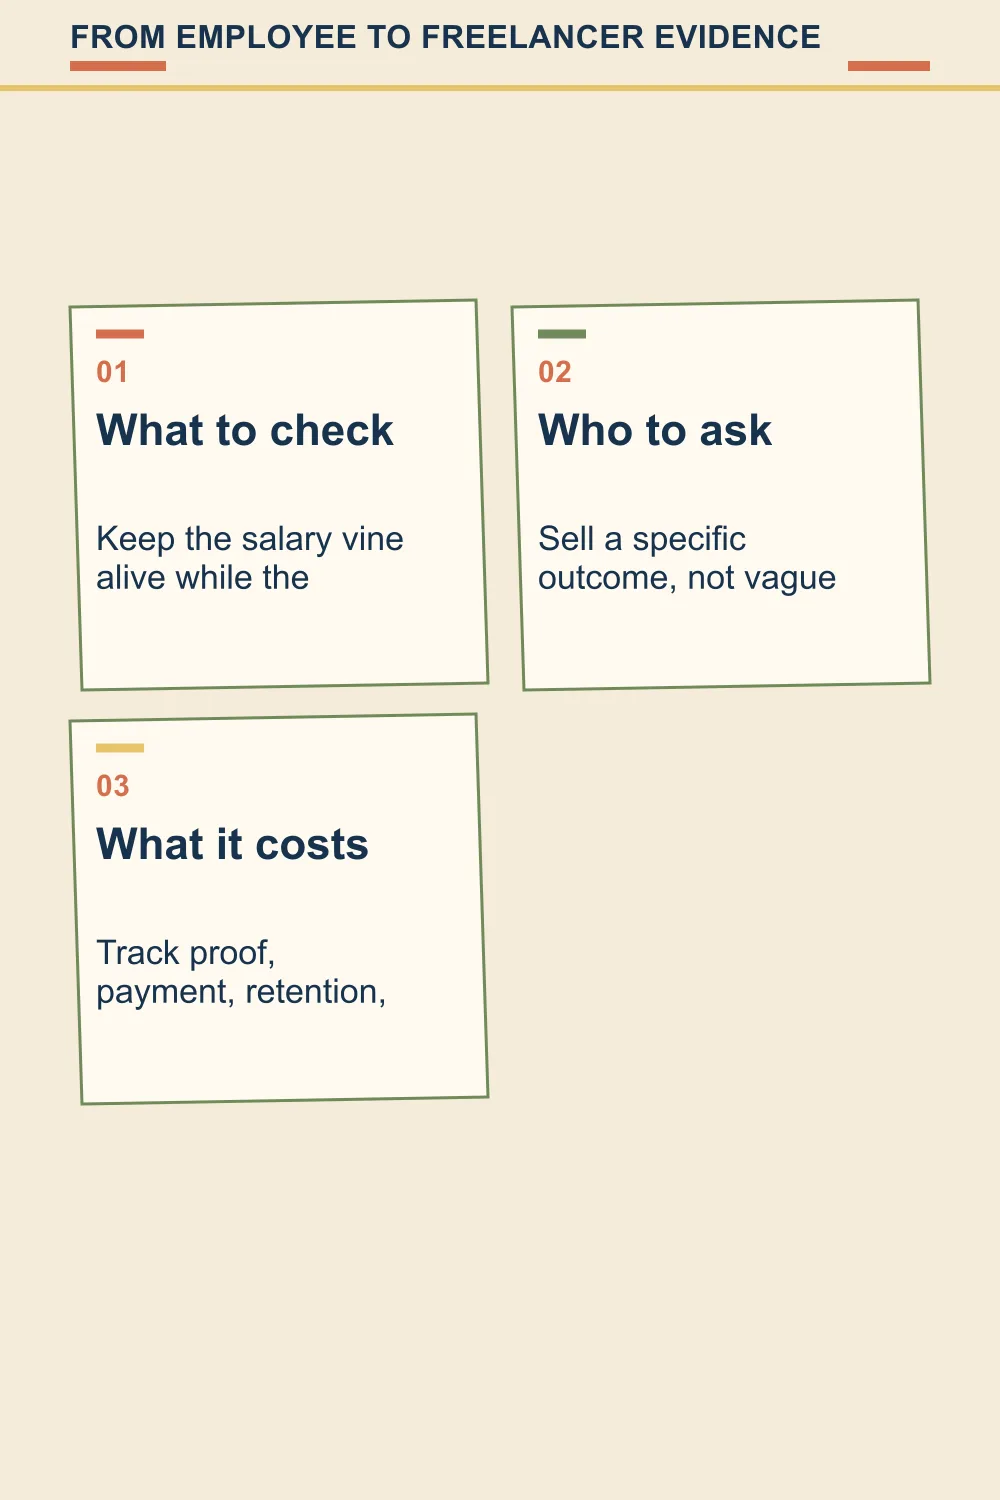 FROM EMPLOYEE TO FREELANCER EVIDENCE
01
What to check
Keep the salary vine
alive while the
02
Who to ask
Sell a specific
outcome, not vague
03
What it costs
Track proof,
payment, retention,